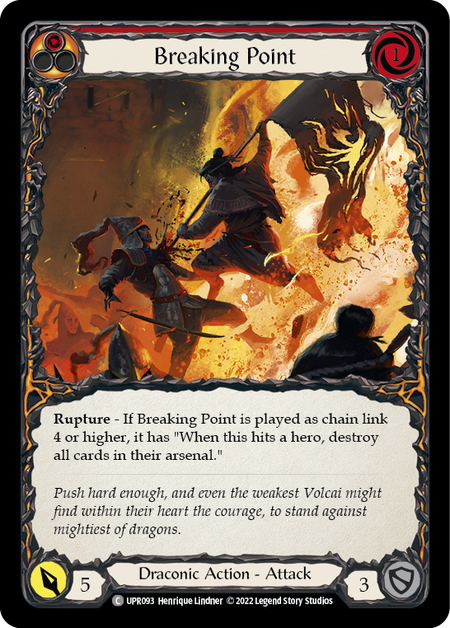 Breaking Point
1
Rupture - If Breaking Point is played as chain link
4 or higher, it has "When this hits a hero, destroy
all cards in their arsenal."
Push hard enough, and even the weakest Volcai might
find within their heart the courage, to stand against
mightiest of dragons.
5
Draconic Action - Attack
3
C UPR093 Henrique Lindner © 2022 Legend Story Studios